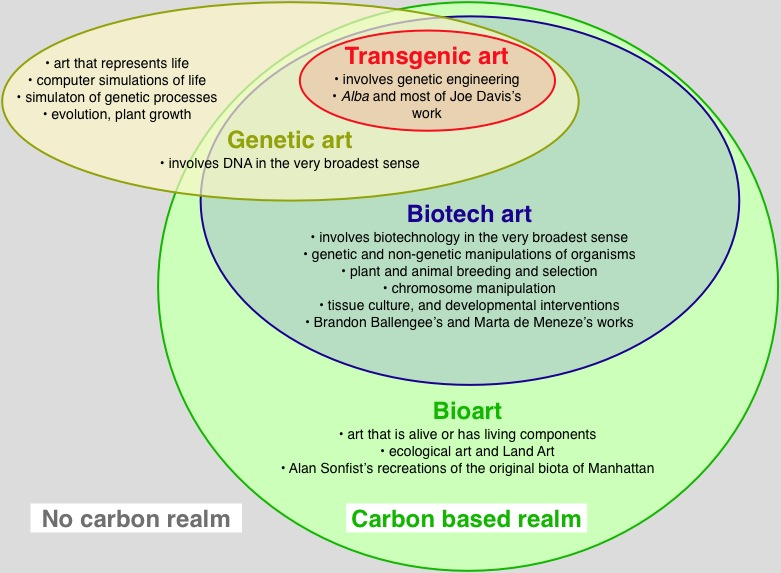 • art that represents life
• computer simulations of life
• simulaton of genetic processes
• evolution, plant growth
Transgenic art
• involves genetic engineering
• Alba and most of Joe Davis's
work
Genetic art
• involves DNA in the very broadest sense
Biotech art
• involves biotechnology in the very broadest sense
• genetic and non-genetic manipulations of organisms
• plant and animal breeding and selection
• chromosome manipulation
• tissue culture, and developmental interventions
• Brandon Ballengee's and Marta de Meneze's works
Bioart
• art that is alive or has living components
• ecological art and Land Art
• Alan Sonfist's recreations of the original biota of Manhattan
No carbon realm
Carbon based realm